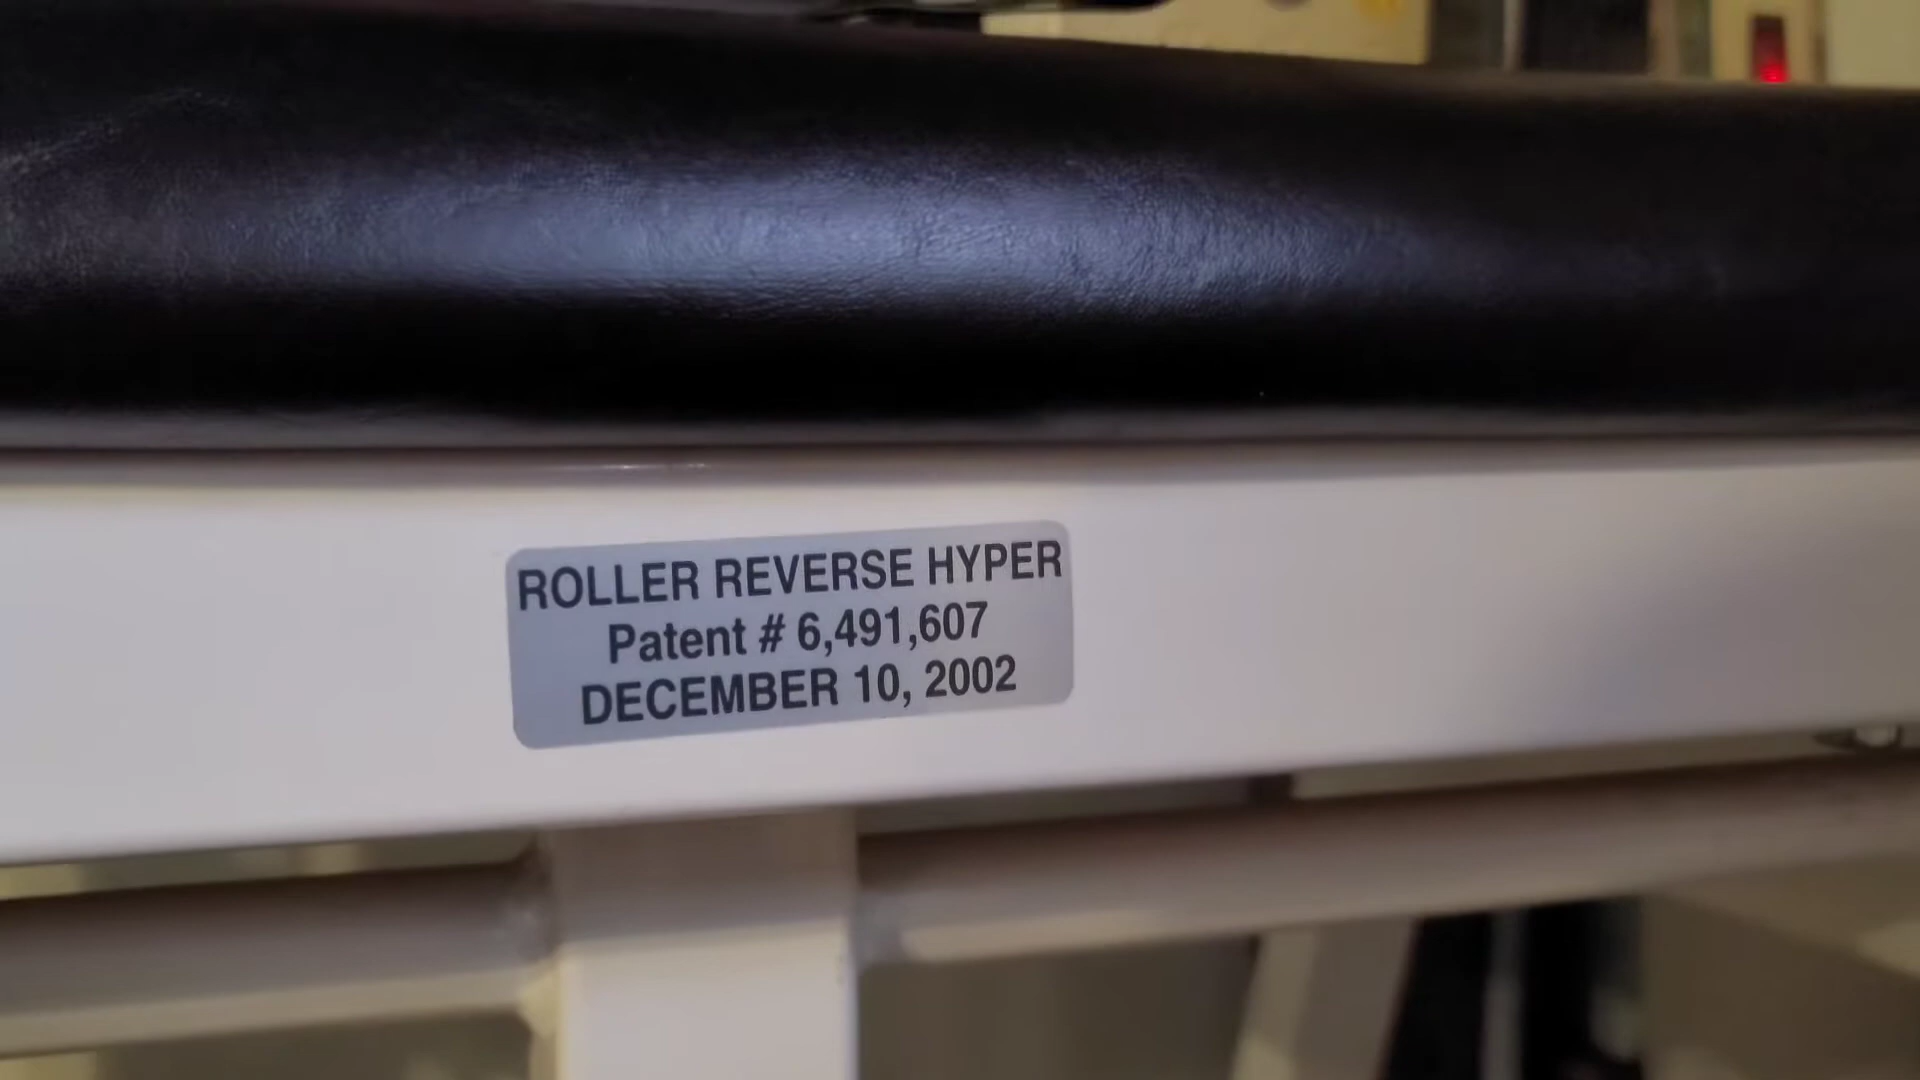 ROLLER REVERSE HYPER
Patent # 6,491,607
DECEMBER 10, 2002